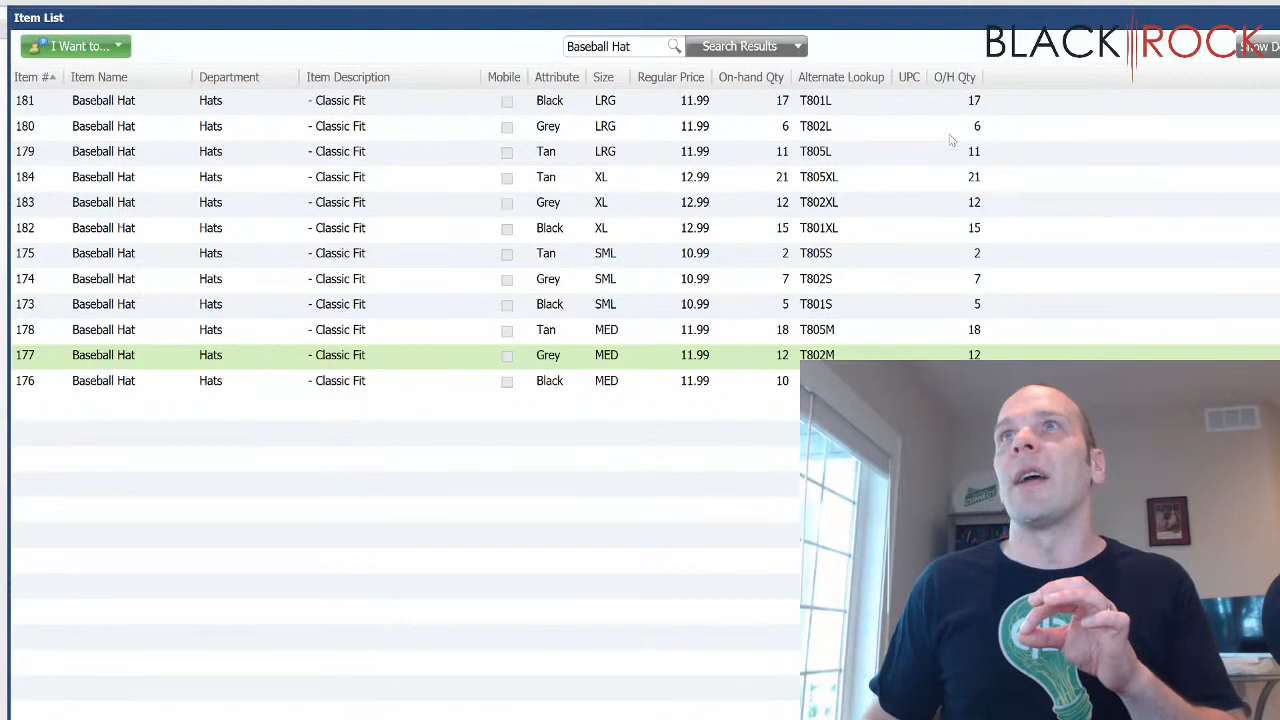 Item List
BLACK ROCK
I Want to...
Baseball Hat
Search Results
Show De
Item # Item Name Department Item Description Mobile Attribute Size Regular Price On-hand Qty Alternate Lookup UPC O/H Qty
181 Baseball Hat Hats - Classic Fit Black LRG 11.99 17 T801L 17
180 Baseball Hat Hats - Classic Fit Grey LRG 11.99 6 T802L 6
179 Baseball Hat Hats - Classic Fit Tan LRG 11.99 11 T805L 11
184 Baseball Hat Hats - Classic Fit Tan XL 12.99 21 T805XL 21
183 Baseball Hat Hats - Classic Fit Grey XL 12.99 12 T802XL 12
182 Baseball Hat Hats - Classic Fit Black XL 12.99 15 T801XL 15
175 Baseball Hat Hats - Classic Fit Tan SML 10.99 2 T805S 2
174 Baseball Hat Hats - Classic Fit Grey SML 10.99 7 T802S 7
173 Baseball Hat Hats - Classic Fit Black SML 10.99 5 T801S 5
178 Baseball Hat Hats - Classic Fit Tan MED 11.99 18 T805M 18
177 Baseball Hat Hats - Classic Fit Grey MED 11.99 12 T802M 12
176 Baseball Hat Hats - Classic Fit Black MED 11.99 10
CONNECT